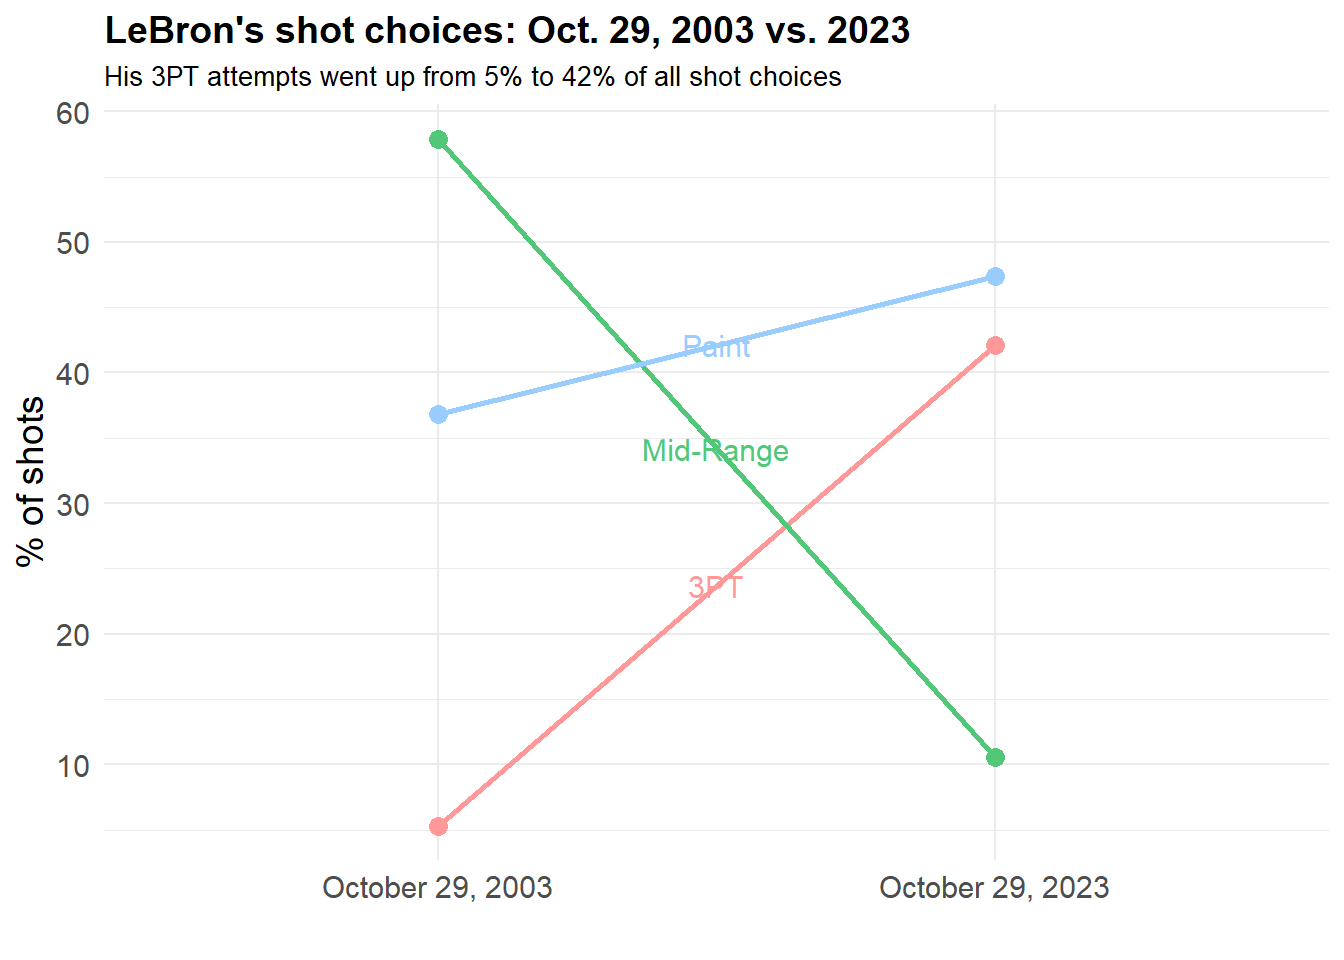 LeBron's shot choices: Oct. 29, 2003 vs. 2023
His 3PT attempts went up from 5% to 42% of all shot choices
60
50
40
30
20
10
% of shots
Paint
Mid-Range
3PT
October 29, 2003
October 29, 2023